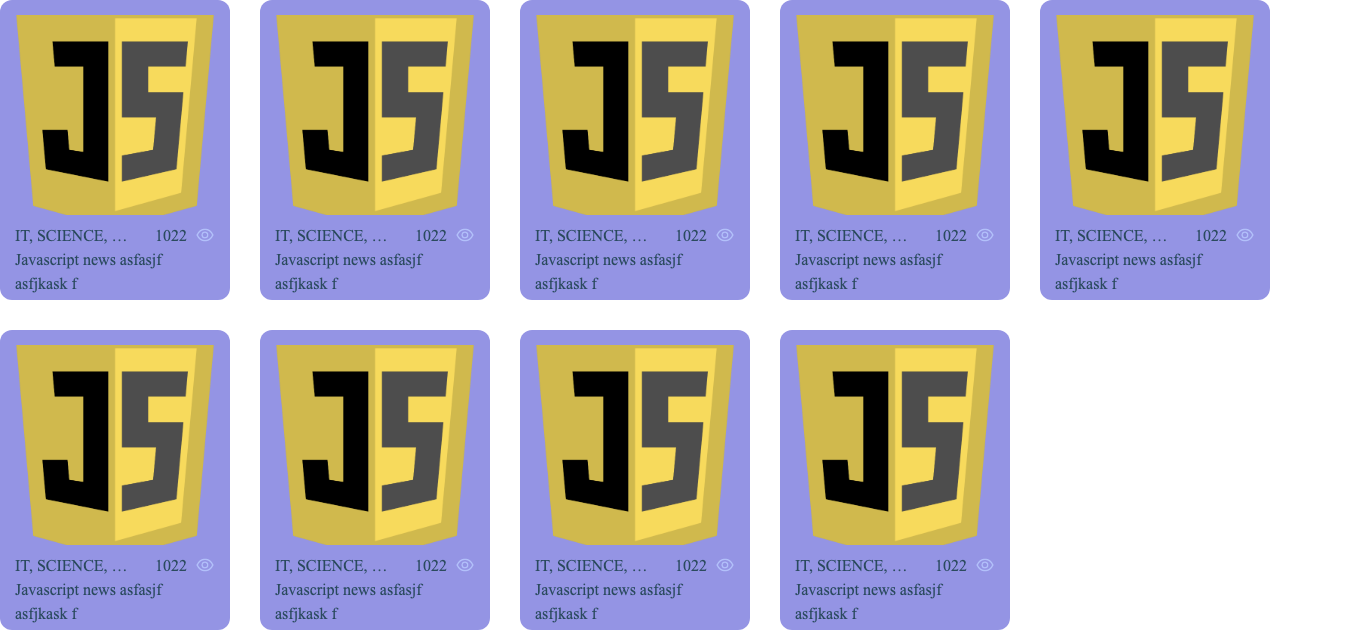 JS JS JS JS JS
IT, SCIENCE, … 1022 IT, SCIENCE, … 1022 IT, SCIENCE, … 1022 IT, SCIENCE, … 1022 IT, SCIENCE, … 1022
Javascript news asfasjf Javascript news asfasjf Javascript news asfasjf Javascript news asfasjf Javascript news asfasjf
asfjkask f asfjkask f asfjkask f asfjkask f asfjkask f
JS JS JS JS
IT, SCIENCE, … 1022 IT, SCIENCE, … 1022 IT, SCIENCE, … 1022 IT, SCIENCE, … 1022
Javascript news asfasjf Javascript news asfasjf Javascript news asfasjf Javascript news asfasjf
asfjkask f asfjkask f asfjkask f asfjkask f